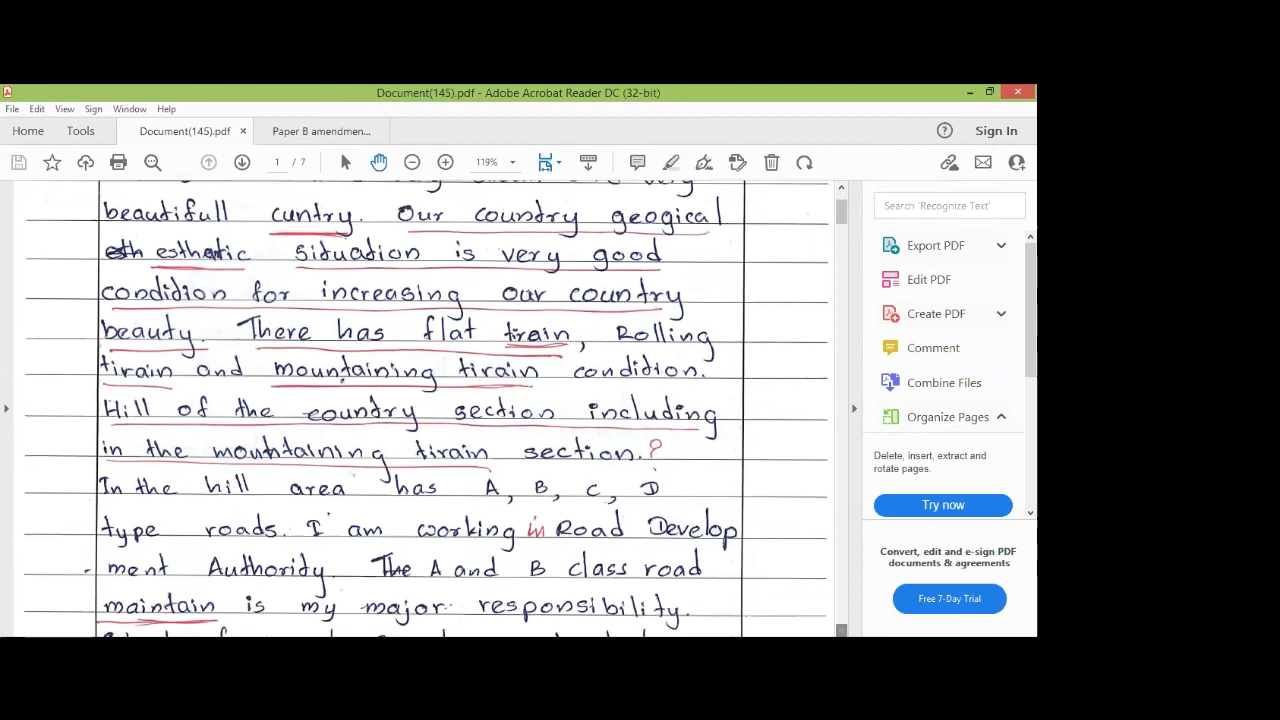 Document(145).pdf - Adobe Acrobat Reader DC (32-bit)
File Edit View Sign Window Help
Home Tools Document(145).pdf × Paper B amendmen... Sign In
1 / 7 119%
very
beautifull cuntry. Our country geogical
esthetic situation is very good
condition for increasing our country
beauty. There has flat tirain, Rolling
tirain and mountaining tirain condition.
Hill of the country section including
in the mountaining tirain section. ?
In the hill area has A, B, C, D
type roads. I am working in Road Develop
- ment Authority. The A and B class road
maintain is my major responsibility.
Search 'Recognize Text'
Export PDF
Edit PDF
Create PDF
Comment
Combine Files
Organize Pages
Delete, insert, extract and
rotate pages.
Try now
Convert, edit and e-sign PDF
documents & agreements
Free 7-Day Trial